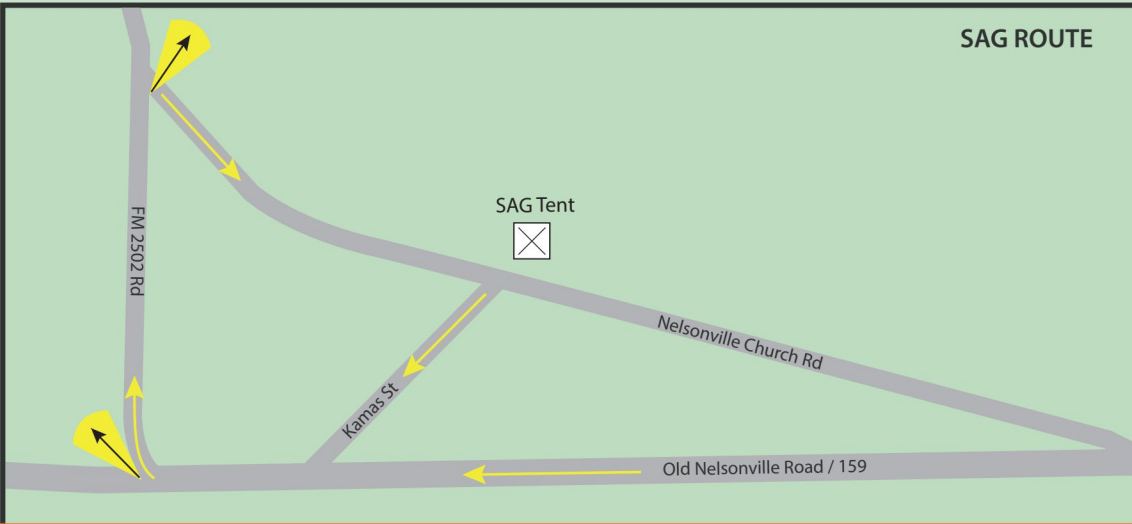 SAG ROUTE
SAG Tent
FM 2502 Rd
Nelsonville Church Rd
Kamas St
Old Nelsonville Road / 159